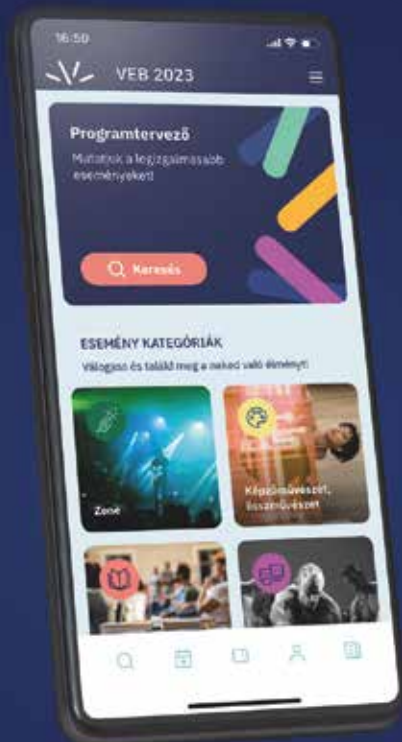 16:50
VEB 2023
Programtervező
Mutatjuk a legizgalmasabb
eseményeket!
Keresés
ESEMÉNY KATEGÓRIÁK
Válogass és találd meg a neked való élményt!
Zene
Képzőművészet,
összművészet